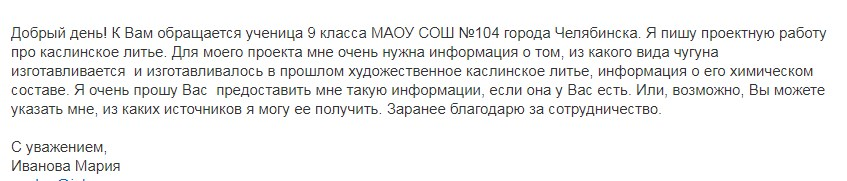 Добрый день! К Вам обращается ученица 9 класса МАОУ СОШ №104 города Челябинска. Я пишу проектную работу
про каслинское литье. Для моего проекта мне очень нужна информация о том, из какого вида чугуна
изготавливается и изготавливалось в прошлом художественное каслинское литье, информация о его химическом
составе. Я очень прошу Вас предоставить мне такую информации, если она у Вас есть. Или, возможно, Вы можете
указать мне, из каких источников я могу ее получить. Заранее благодарю за сотрудничество.
С уважением,
Иванова Мария